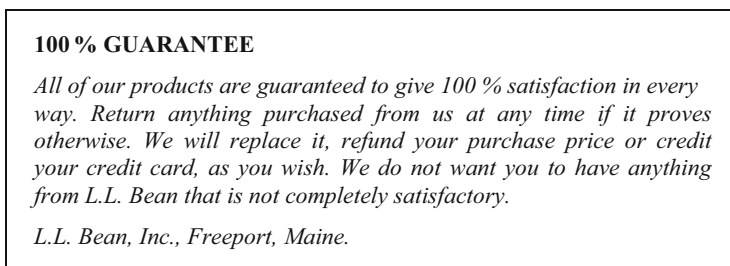 100 % GUARANTEE
All of our products are guaranteed to give 100 % satisfaction in every
way. Return anything purchased from us at any time if it proves
otherwise. We will replace it, refund your purchase price or credit
your credit card, as you wish. We do not want you to have anything
from L.L. Bean that is not completely satisfactory.
L.L. Bean, Inc., Freeport, Maine.